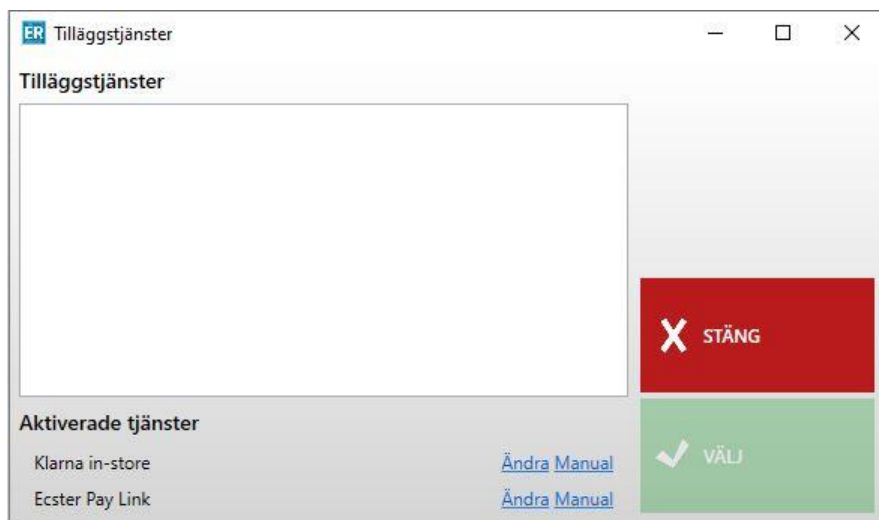 ER Tilläggstjänster
Tilläggstjänster
STÄNG
Aktiverade tjänster
VÄLJ
Klarna in-store Ändra Manual
Ecster Pay Link Ändra Manual